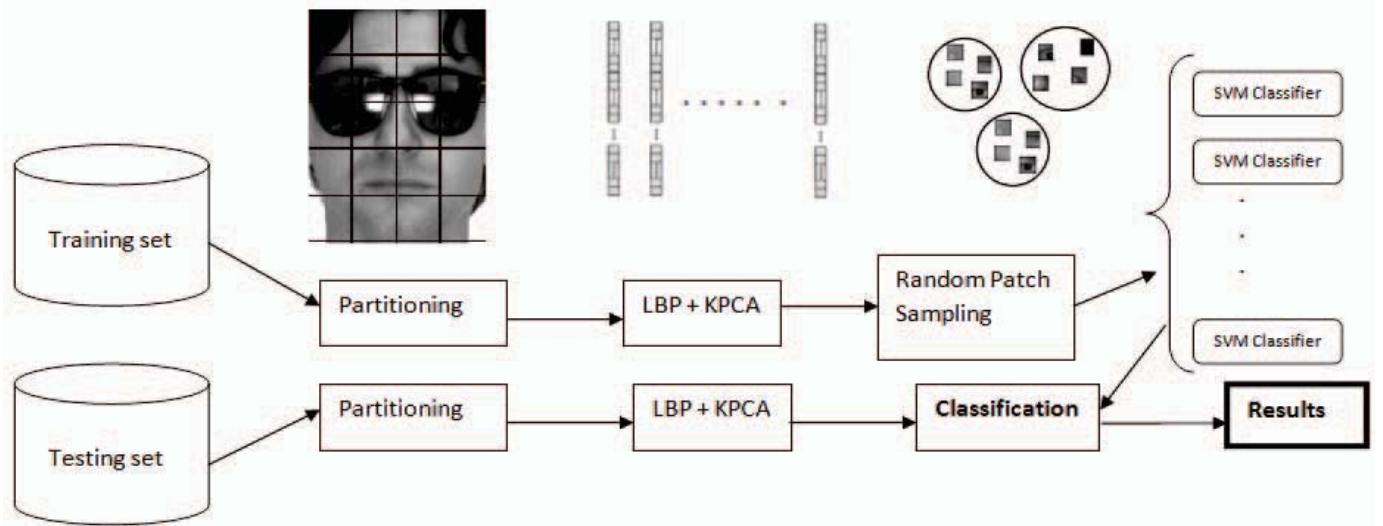 SVM Classifier
SVM Classifier
Training set
Partitioning
LBP + KPCA
Random Patch
Sampling
SVM Classifier
Testing set
Partitioning
LBP + KPCA
Classification
Results